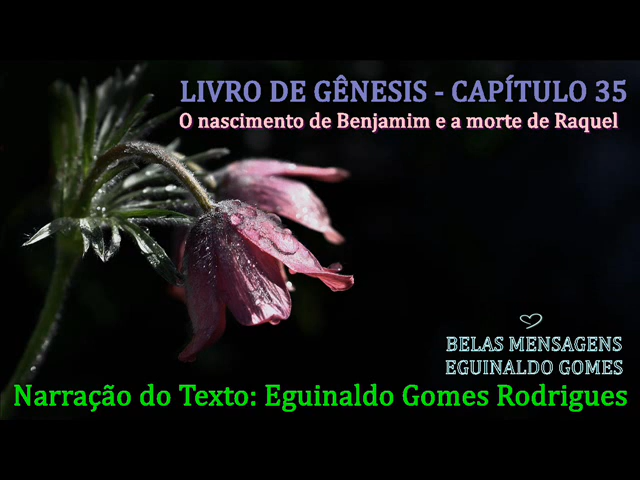 LIVRO DE GÊNESIS - CAPÍTULO 35
O nascimento de Benjamim e a morte de Raquel
BELAS MENSAGENS
EGUINALDO GOMES
Narração do Texto: Eguinaldo Gomes Rodrigues